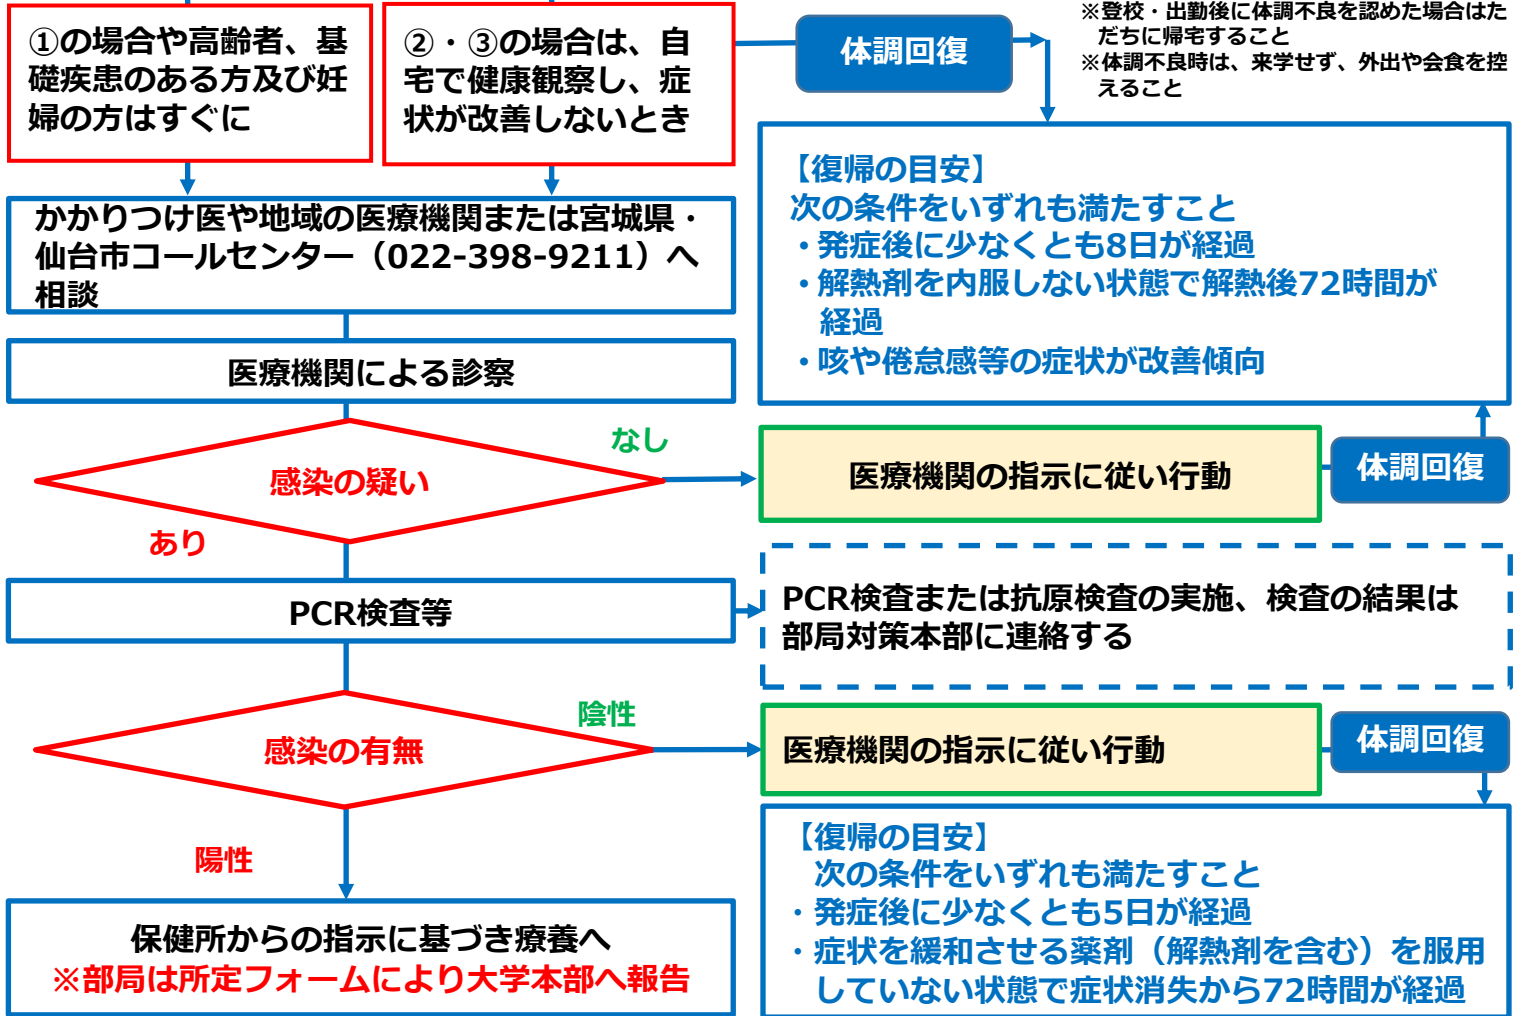 ①の場合や高齢者、基
礎疾患のある方及び妊
婦の方はすぐに
②・③の場合は、自
宅で健康観察し、症
状が改善しないとき
体調回復
※登校・出勤後に体調不良を認めた場合はた
だちに帰宅すること
※体調不良時は、来学せず、外出や会食を控
えること
かかりつけ医や地域の医療機関または宮城県・
仙台市コールセンター（022-398-9211）へ
相談
【復帰の目安】
次の条件をいずれも満たすこと
・発症後に少なくとも8日が経過
・解熱剤を内服しない状態で解熱後72時間が
経過
・咳や倦怠感等の症状が改善傾向
医療機関による診察
感染の疑い
なし
医療機関の指示に従い行動
体調回復
あり
PCR検査等
PCR検査または抗原検査の実施、検査の結果は
部局対策本部に連絡する
感染の有無
陰性
医療機関の指示に従い行動
体調回復
陽性
保健所からの指示に基づき療養へ
※部局は所定フォームにより大学本部へ報告
【復帰の目安】
次の条件をいずれも満たすこと
・発症後に少なくとも5日が経過
・症状を緩和させる薬剤（解熱剤を含む）を服用
していない状態で症状消失から72時間が経過